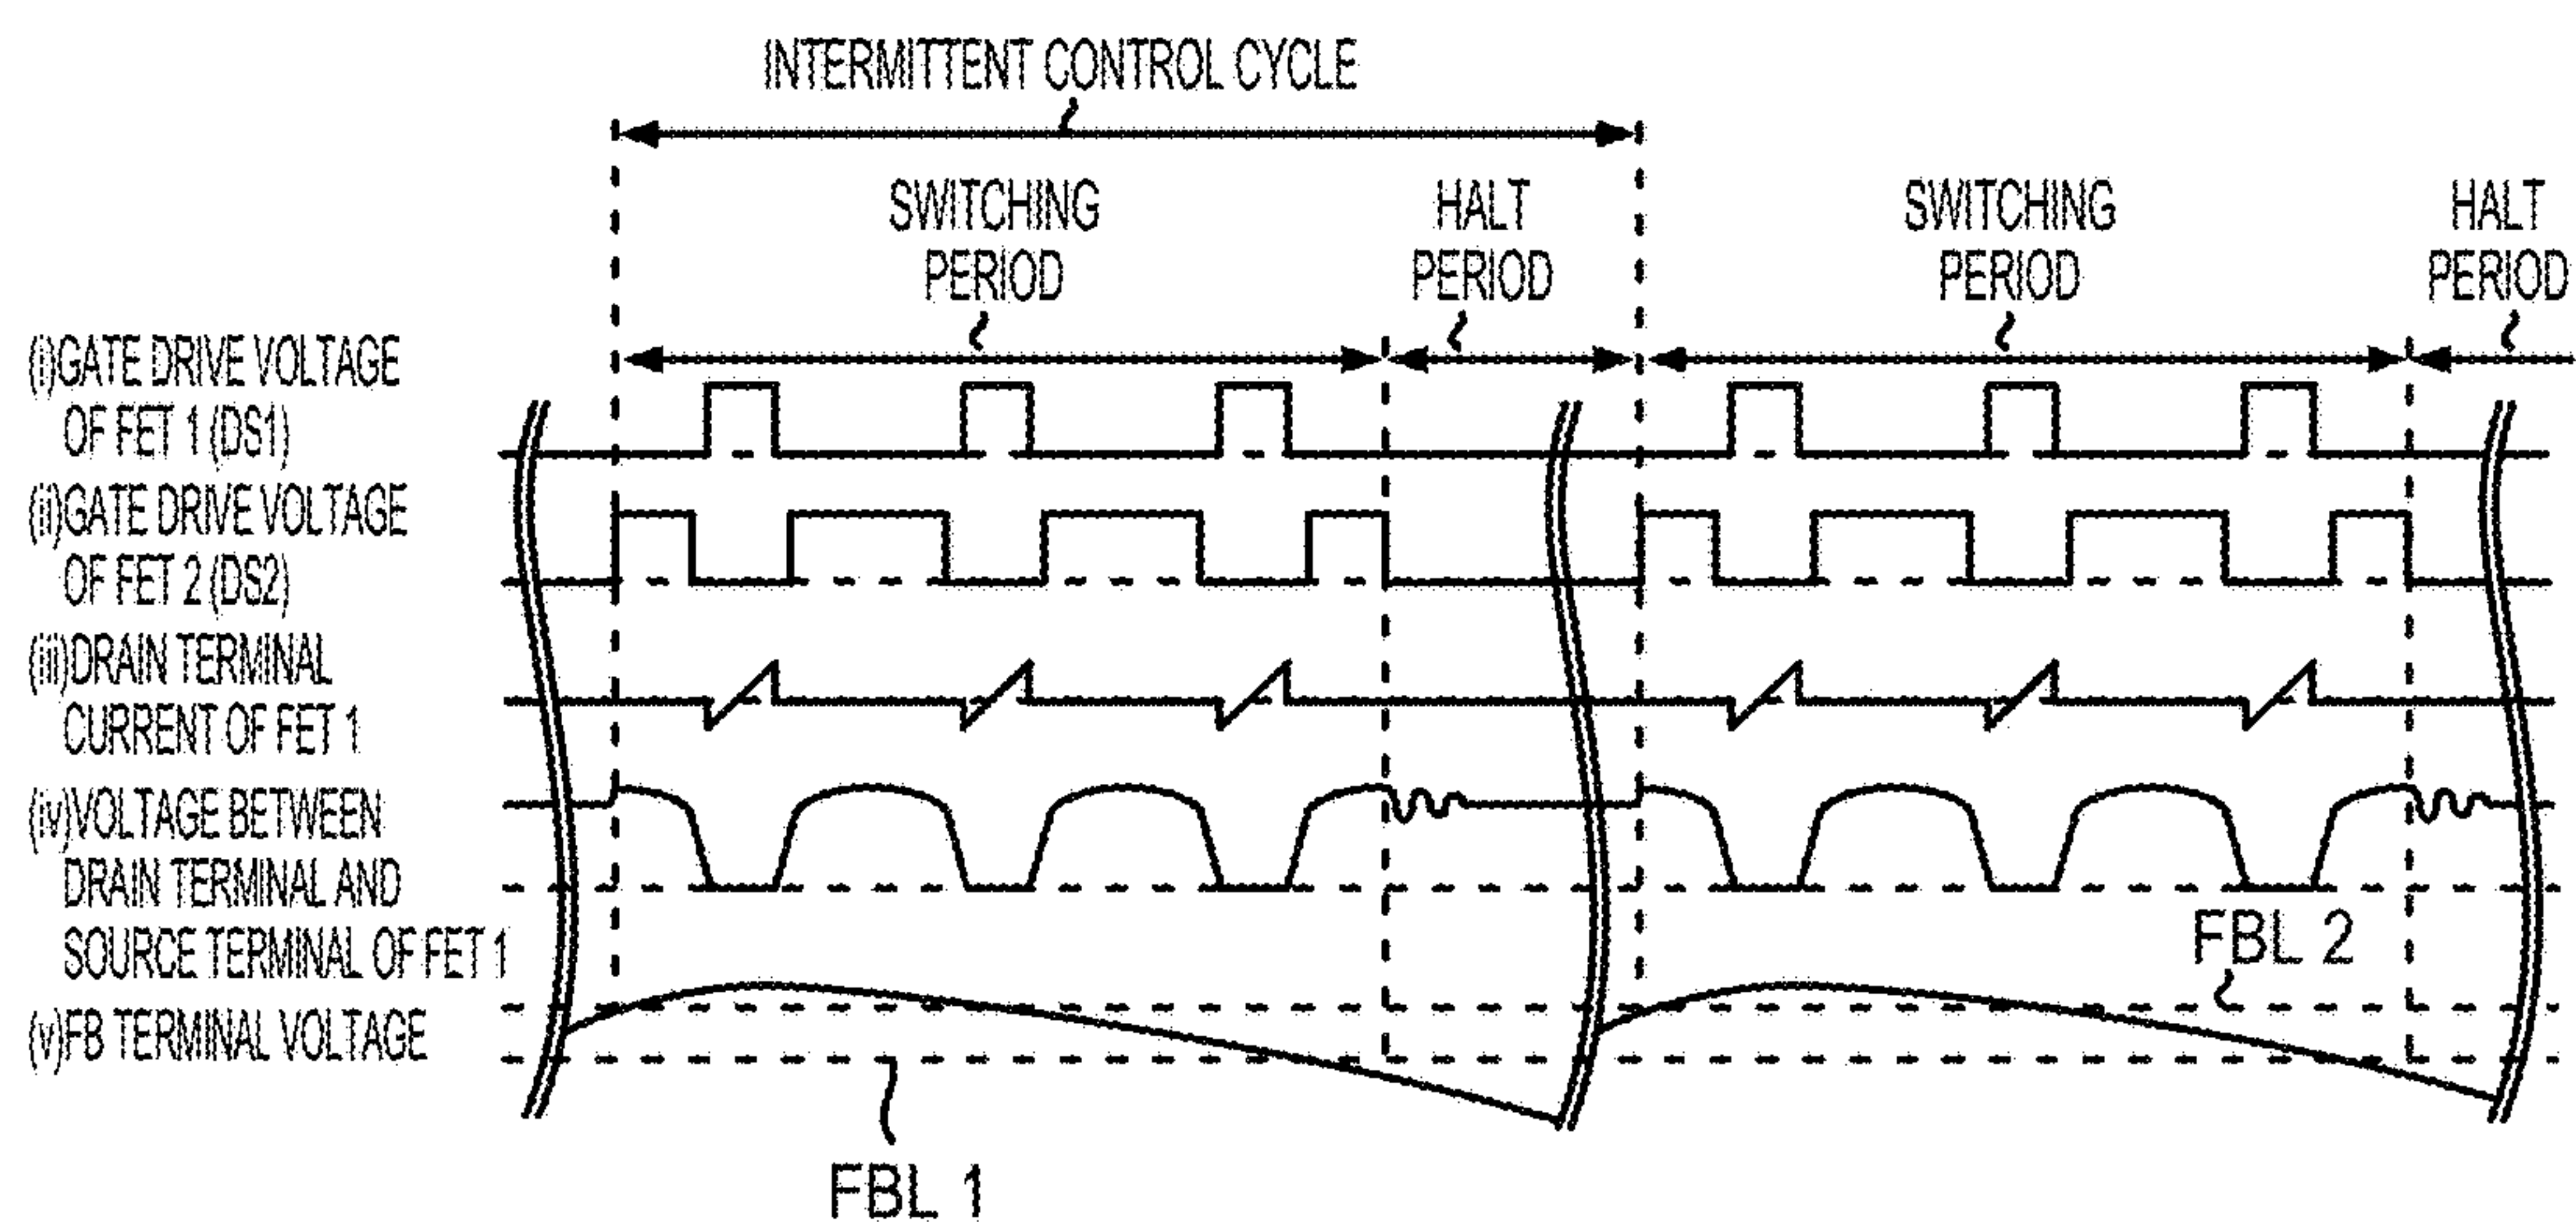 INTERMITTENT CONTROL CYCLE
SWITCHING
PERIOD
HALT
PERIOD
SWITCHING
PERIOD
HALT
PERIOD
(i)GATE DRIVE VOLTAGE
OF FET 1 (DS1)
(ii)GATE DRIVE VOLTAGE
OF FET 2 (DS2)
(iii)DRAIN TERMINAL
CURRENT OF FET 1
(iv)VOLTAGE BETWEEN
DRAIN TERMINAL AND
SOURCE TERMINAL OF FET 1
(v)FB TERMINAL VOLTAGE
FBL 2
FBL 1